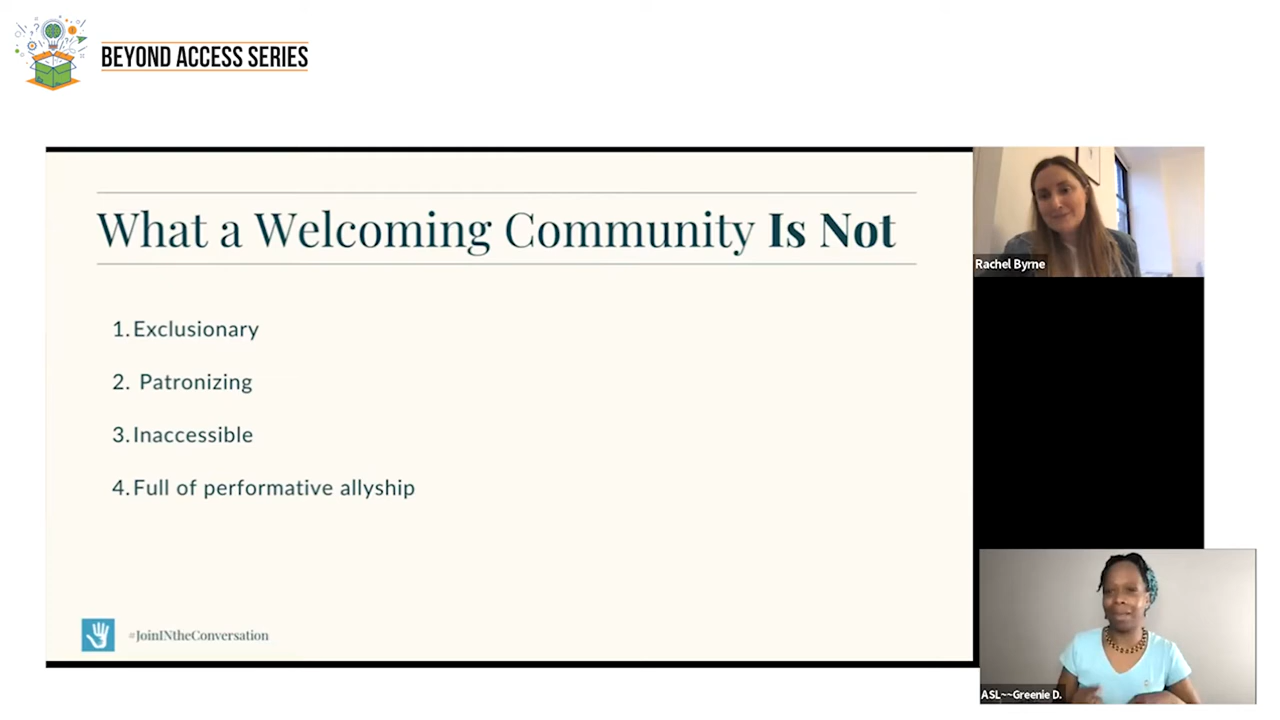 BEYOND ACCESS SERIES
What a Welcoming Community Is Not
1. Exclusionary
2. Patronizing
3. Inaccessible
4. Full of performative allyship
#JoinINtheConversation
Rachel Byrne
ASL~~Greenie D.